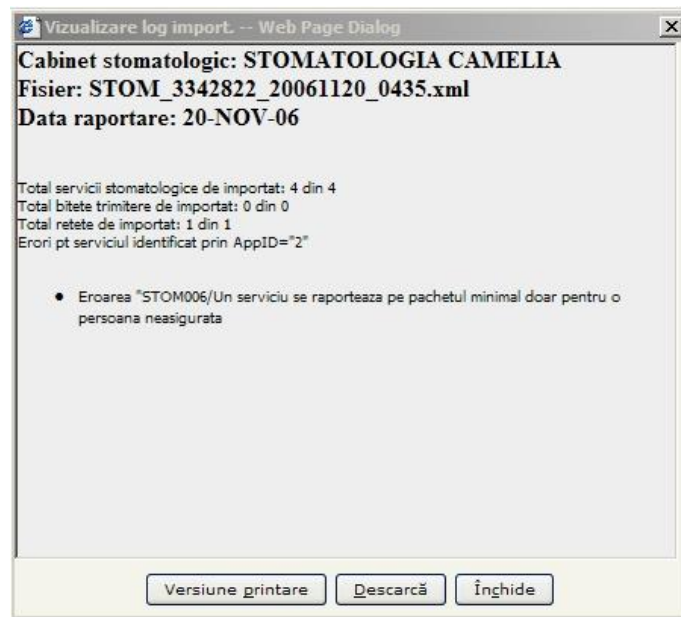 Vizualizare log import. -- Web Page Dialog
Cabinet stomatologic: STOMATOLOGIA CAMELIA
Fisier: STOM_3342822_20061120_0435.xml
Data raportare: 20-NOV-06
Total servicii stomatologice de importat: 4 din 4
Total bitete trimitere de importat: 0 din 0
Total retete de importat: 1 din 1
Erori pt serviciul identificat prin AppID="2"
• Eroarea "STOM006/Un serviciu se raporteaza pe pachetul minimal doar pentru o
persoana neasigurata
Versiune printare Descarcă Închide